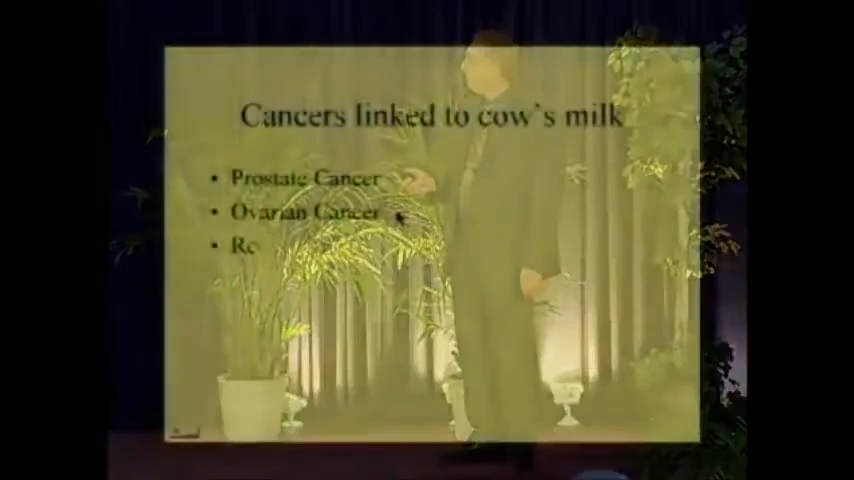 Cancers linked to cow's milk
• Prostate Cancer
• Ovarian Cancer